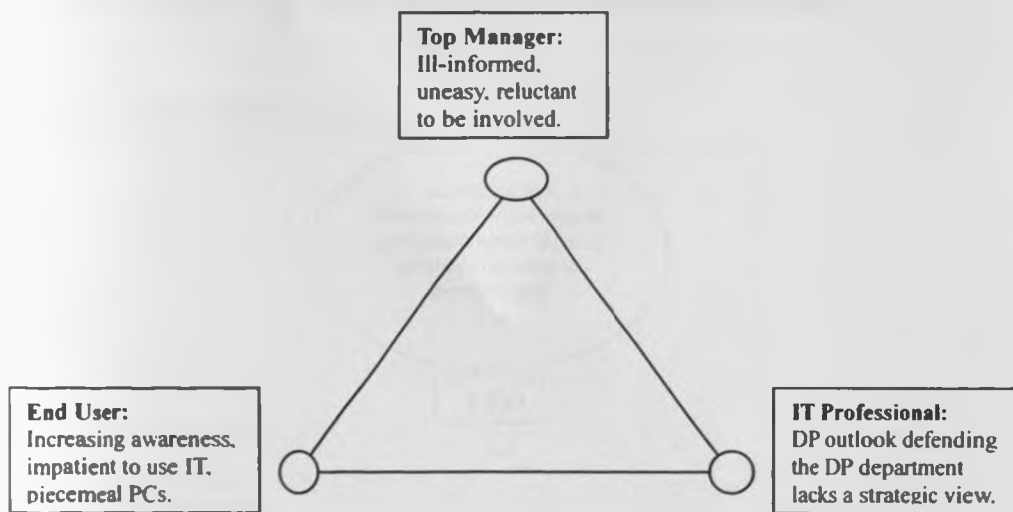 Top Manager:
Ill-informed,
uneasy, reluctant
to be involved.
End User:
Increasing awareness,
impatient to use IT,
piecemeal PCs.
IT Professional:
DP outlook defending
the DP department
lacks a strategic view.